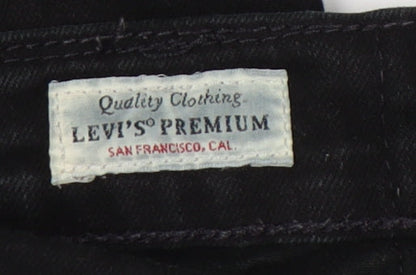 Quality Clothing
LEVI'S® PREMIUM
SAN FRANCISCO, CAL.